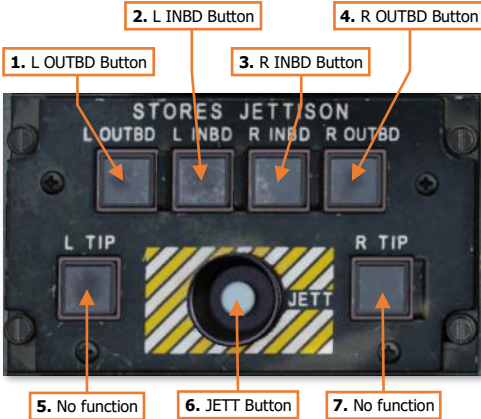 2. L INBD Button
4. R OUTBD Button
1. L OUTBD Button
3. R INBD Button
STORES JETTISON
L OUTBD L INBD R INBD R OUTBD
L TIP
R TIP
JETT
5. No function
6. JETT Button
7. No function